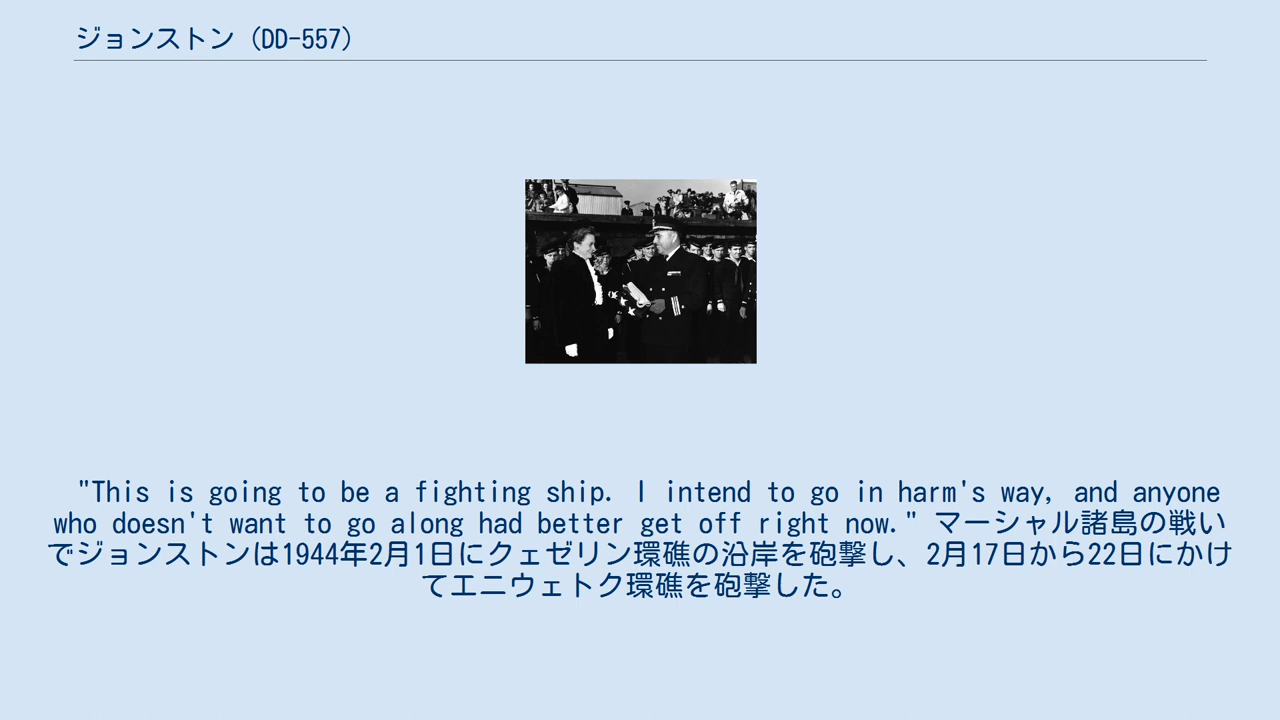 ジョンストン（DD-557）
"This is going to be a fighting ship. I intend to go in harm's way, and anyone
who doesn't want to go along had better get off right now." マーシャル諸島の戦い
でジョンストンは1944年2月1日にクェゼリン環礁の沿岸を砲撃し、2月17日から22日にかけ
てエニウェトク環礁を砲撃した。